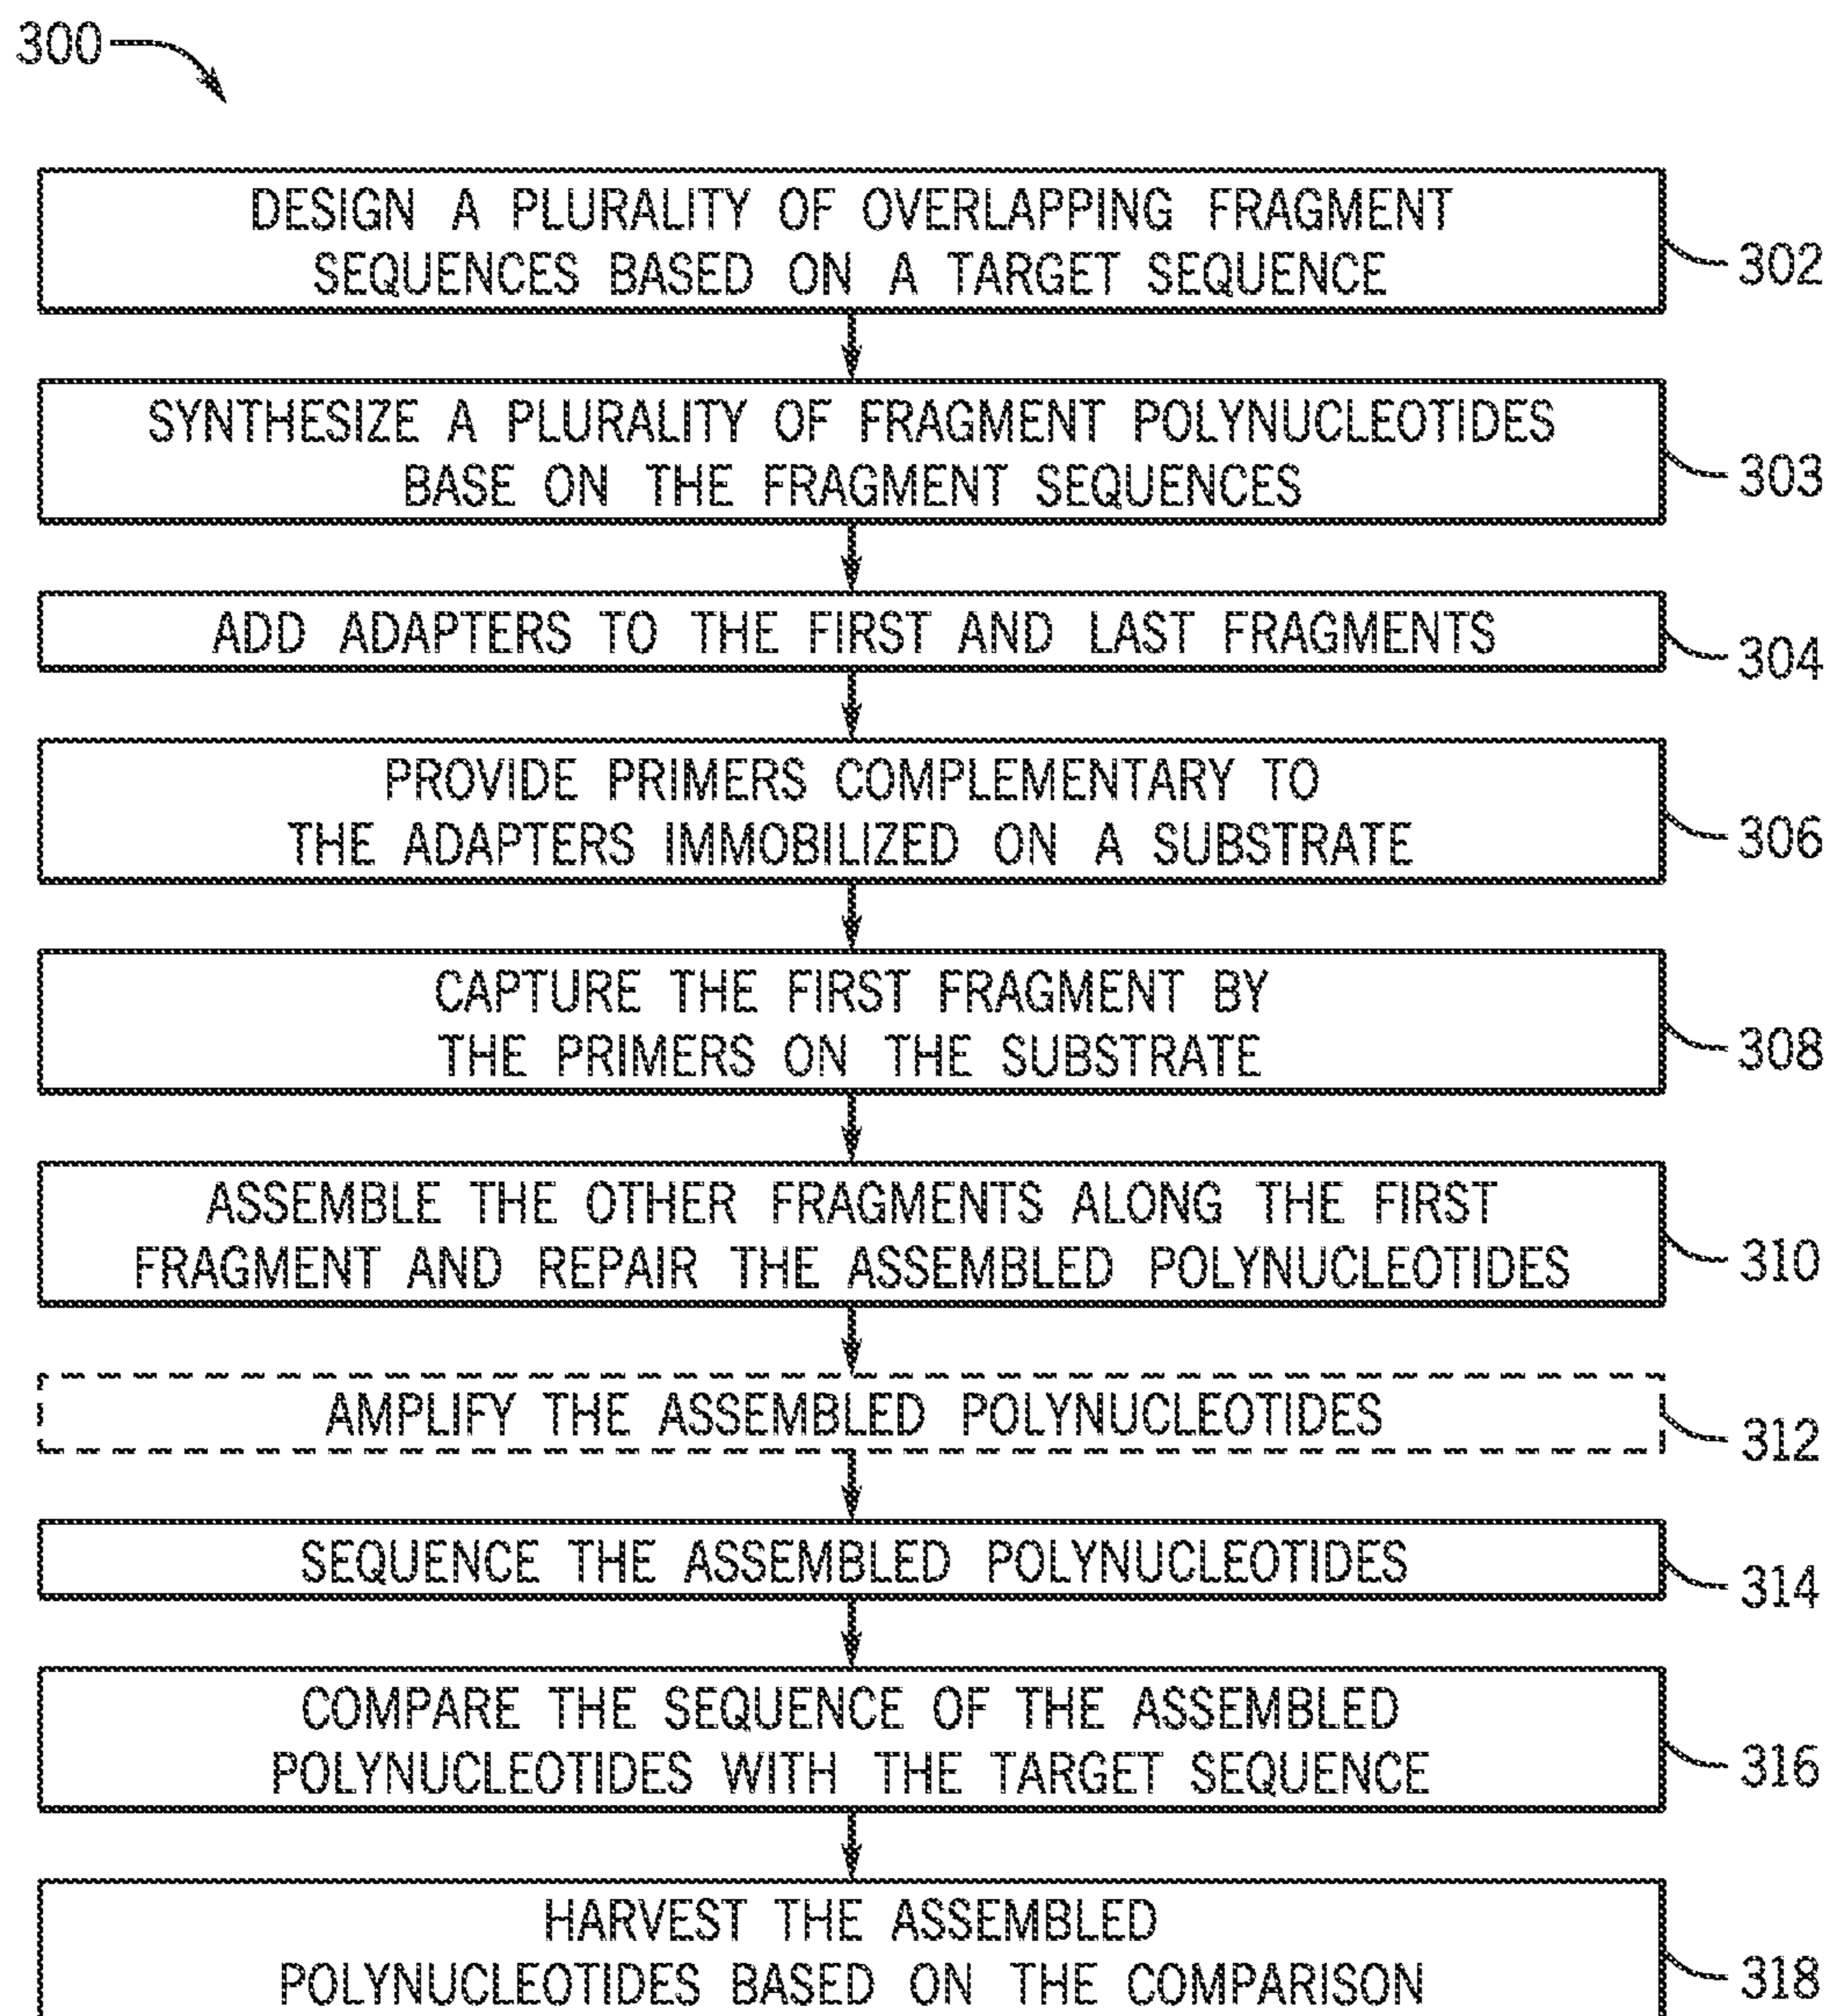 300
DESIGN A PLURALITY OF OVERLAPPING FRAGMENT
SEQUENCES BASED ON A TARGET SEQUENCE
302
SYNTHESIZE A PLURALITY OF FRAGMENT POLYNUCLEOTIDES
BASE ON THE FRAGMENT SEQUENCES
303
ADD ADAPTERS TO THE FIRST AND LAST FRAGMENTS
304
PROVIDE PRIMERS COMPLEMENTARY TO
THE ADAPTERS IMMOBILIZED ON A SUBSTRATE
306
CAPTURE THE FIRST FRAGMENT BY
THE PRIMERS ON THE SUBSTRATE
308
ASSEMBLE THE OTHER FRAGMENTS ALONG THE FIRST
FRAGMENT AND REPAIR THE ASSEMBLED POLYNUCLEOTIDES
310
AMPLIFY THE ASSEMBLED POLYNUCLEOTIDES
312
SEQUENCE THE ASSEMBLED POLYNUCLEOTIDES
314
COMPARE THE SEQUENCE OF THE ASSEMBLED
POLYNUCLEOTIDES WITH THE TARGET SEQUENCE
316
HARVEST THE ASSEMBLED
POLYNUCLEOTIDES BASED ON THE COMPARISON
318